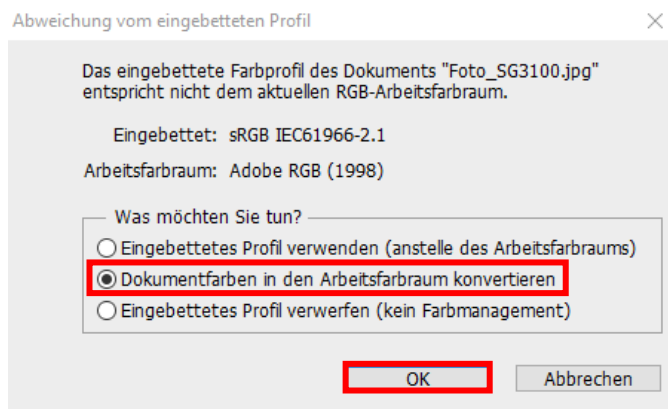 Abweichung vom eingebetteten Profil
Das eingebettete Farbprofil des Dokuments "Foto_SG3100.jpg"
entspricht nicht dem aktuellen RGB-Arbeitsfarbraum.
Eingebettet: sRGB IEC61966-2.1
Arbeitsfarbraum: Adobe RGB (1998)
Was möchten Sie tun?
Eingebettetes Profil verwenden (anstelle des Arbeitsfarbraums)
Dokumentfarben in den Arbeitsfarbraum konvertieren
Eingebettetes Profil verwerfen (kein Farbmanagement)
OK Abbrechen